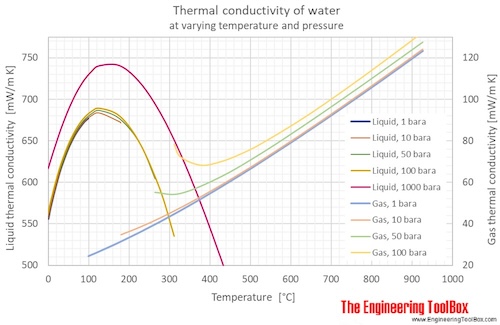 Thermal conductivity of water
at varying temperature and pressure
Liquid thermal conductivity [mW/m K]
750
700
650
600
550
500
120
100
80
60
40
20
Gas thermal conductivity [mW/m K]
Liquid, 1 bara
Liquid, 10 bara
Liquid, 50 bara
Liquid, 100 bara
Liquid, 1000 bara
Gas, 1 bara
Gas, 10 bara
Gas, 50 bara
Gas, 100 bara
0 100 200 300 400 500 600 700 800 900 1000
Temperature [°C]
The Engineering ToolBox
www.EngineeringToolBox.com